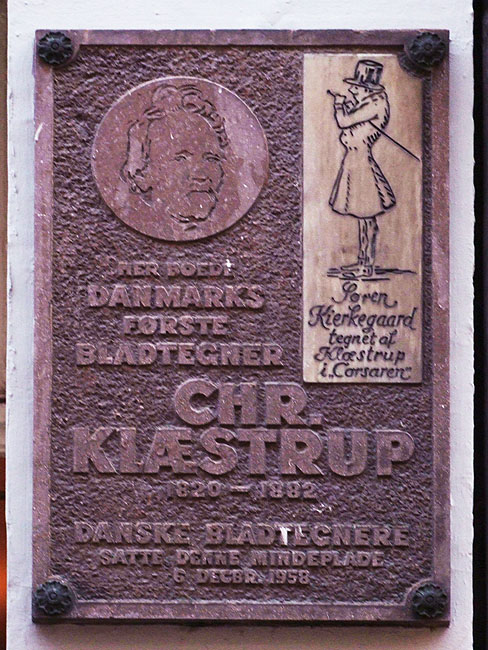 HER BOEDE
DANMARKS
FØRSTE
BLADTEGNER
CHR.
KLÆSTRUP
1820 – 1882
DANSKE BLADTEGNERE
SATTE DENNE MINDEPLADE
6 DECBR. 1958
Søren
Kierkegaard
tegnet af
Klæstrup
i „Corsaren”